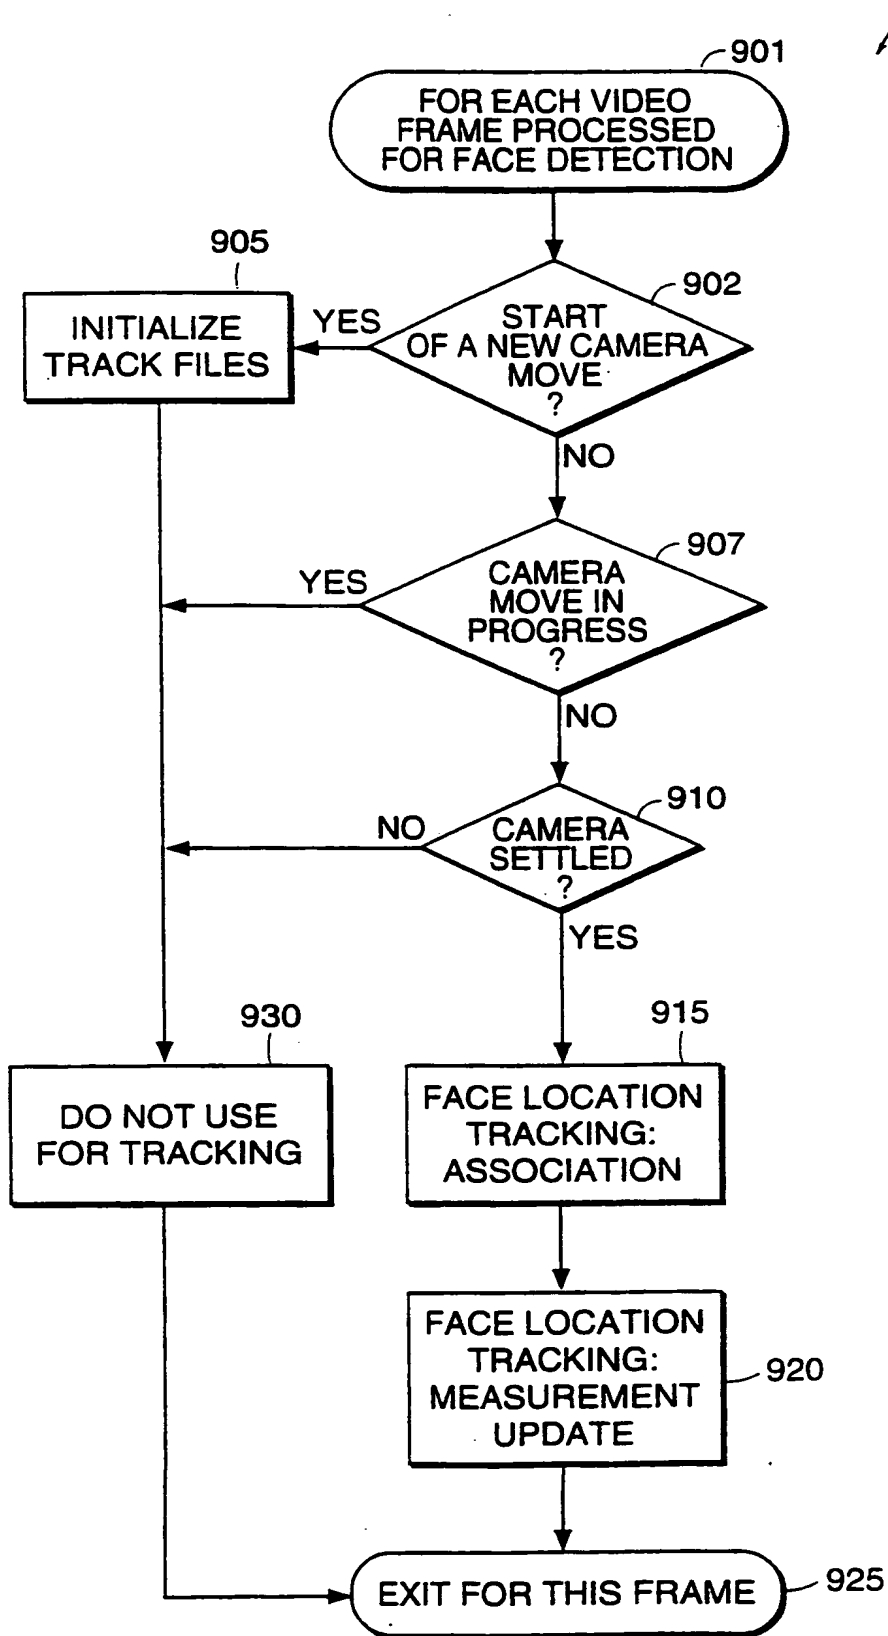 901
FOR EACH VIDEO
FRAME PROCESSED
FOR FACE DETECTION
905
902
INITIALIZE
TRACK FILES
YES
START
OF A NEW CAMERA
MOVE
?
NO
907
YES
CAMERA
MOVE IN
PROGRESS
?
NO
910
NO
CAMERA
SETTLED
?
YES
930
915
DO NOT USE
FOR TRACKING
FACE LOCATION
TRACKING:
ASSOCIATION
FACE LOCATION
TRACKING:
MEASUREMENT
UPDATE
920
EXIT FOR THIS FRAME
925